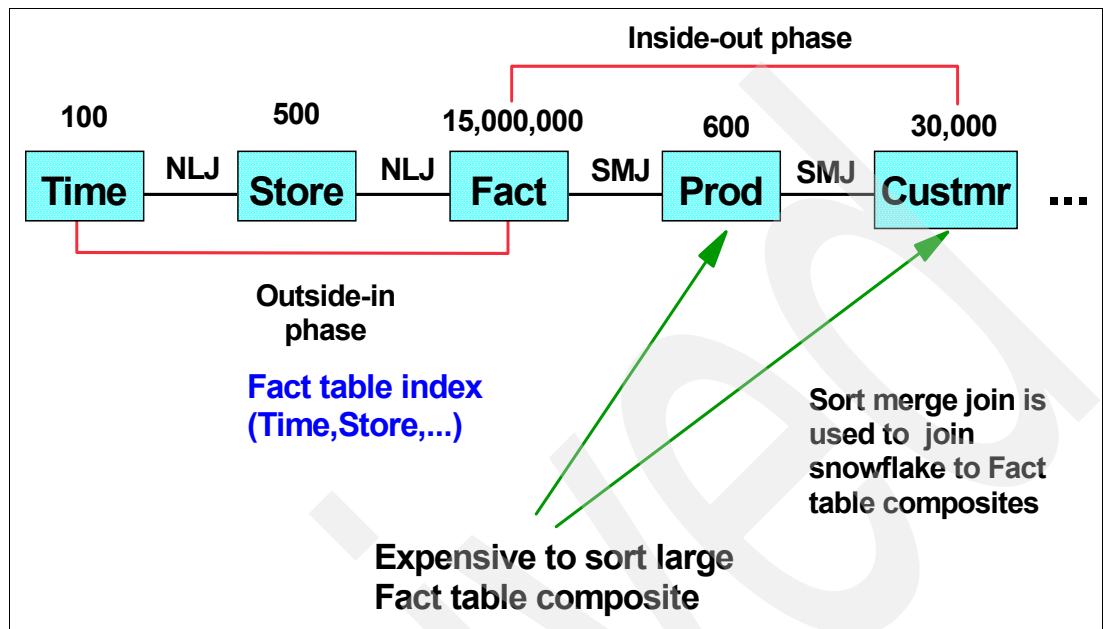 Inside-out phase
100
500
15,000,000
600
30,000
Time
NLJ
Store
NLJ
Fact
SMJ
Prod
SMJ
Custmr
...
Outside-in
phase
Fact table index
(Time,Store,...)
Sort merge join is
used to join
snowflake to Fact
table composites
Expensive to sort large
Fact table composite